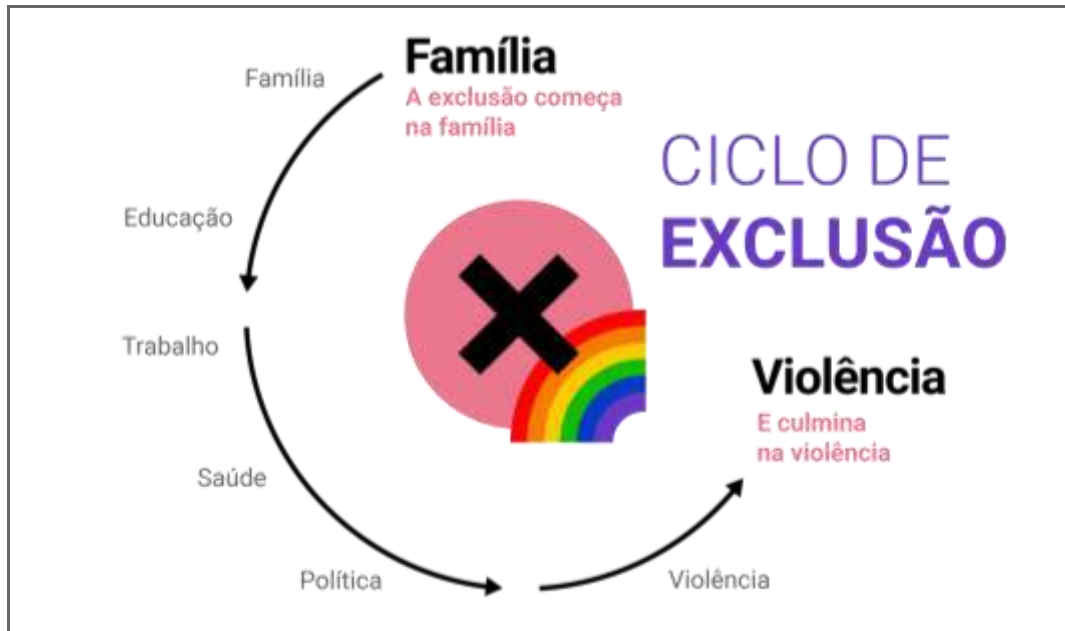 Família
Família
A exclusão começa
na família
CICLO DE
EXCLUSÃO
Educação
Trabalho
Violência
E culmina
na violência
Saúde
Política
Violência